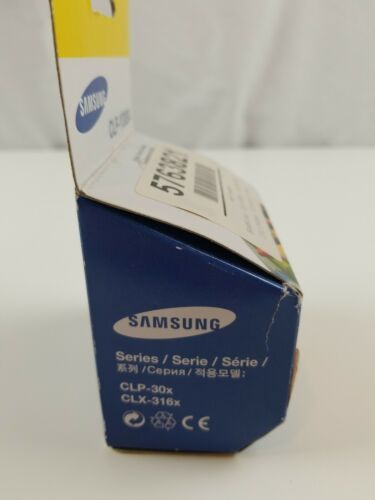 SAMSUNG
SAMSUNG
Series / Serie / Série /
系列 /Серия / 적용모델:
CLP-30x
CLX-316x
CE